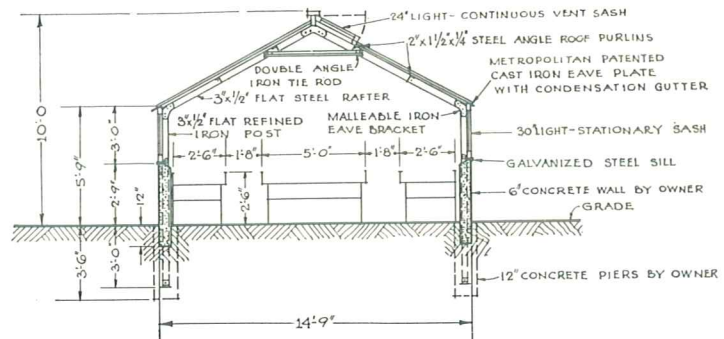 24" LIGHT- CONTINUOUS VENT SASH
2"x1½"x¼" STEEL ANGLE ROOF PURLINS
METROPOLITAN PATENTED
CAST IRON EAVE PLATE
WITH CONDENSATION GUTTER
DOUBLE ANGLE
IRON TIE ROD
3"x½" FLAT STEEL RAFTER
3"x½" FLAT REFINED
IRON POST
MALLEABLE IRON
EAVE BRACKET
30" LIGHT-STATIONARY SASH
GALVANIZED STEEL SILL
6" CONCRETE WALL BY OWNER
GRADE
12" CONCRETE PIERS BY OWNER
10'-0
5'-9"
3'-0"
2'-9"
12"
3'-6"
3'-0"
2'-6"
1'-8"
5'-0"
1'-8"
2'-6"
2'-6"
14'-9"